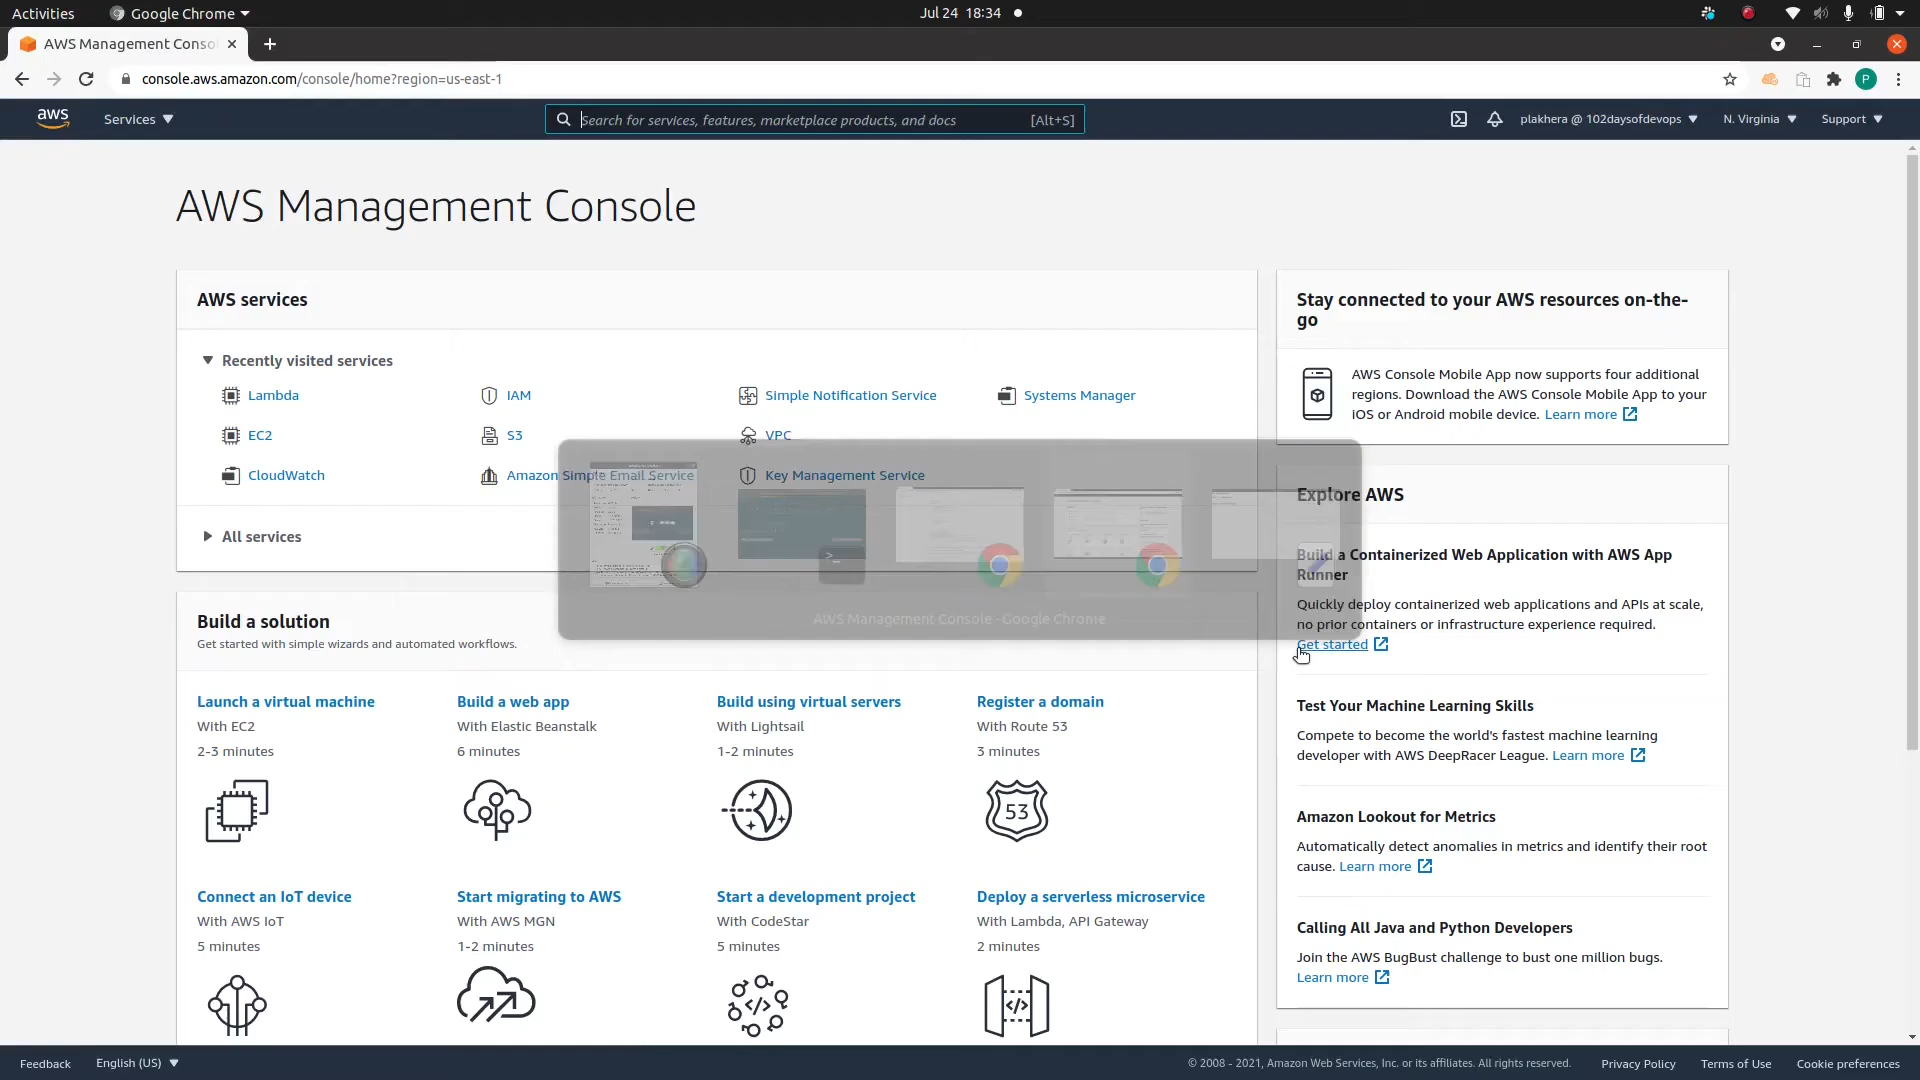 Activities
Google Chrome
Jul 24 18:34
AWS Management Conso
console.aws.amazon.com/console/home?region=us-east-1
aws
Services
Search for services, features, marketplace products, and docs
[Alt+S]
plakhera @ 102daysofdevops
N. Virginia
Support
P
AWS Management Console
AWS services
Recently visited services
Lambda
IAM
Simple Notification Service
Systems Manager
EC2
S3
VPC
CloudWatch
Amazon Simple Email Service
Key Management Service
All services
AWS Management Console - Google Chrome
Build a solution
Get started with simple wizards and automated workflows.
Launch a virtual machine
With EC2
2-3 minutes
Build a web app
With Elastic Beanstalk
6 minutes
Build using virtual servers
With Lightsail
1-2 minutes
Register a domain
With Route 53
3 minutes
53
Connect an IoT device
With AWS IoT
5 minutes
Start migrating to AWS
With AWS MGN
1-2 minutes
Start a development project
With CodeStar
5 minutes
Deploy a serverless microservice
With Lambda, API Gateway
2 minutes
Stay connected to your AWS resources on-the-
go
AWS Console Mobile App now supports four additional
regions. Download the AWS Console Mobile App to your
iOS or Android mobile device. Learn more
Explore AWS
Build a Containerized Web Application with AWS App
Runner
Quickly deploy containerized web applications and APIs at scale,
no prior containers or infrastructure experience required.
Get started
Test Your Machine Learning Skills
Compete to become the world's fastest machine learning
developer with AWS DeepRacer League. Learn more
Amazon Lookout for Metrics
Automatically detect anomalies in metrics and identify their root
cause. Learn more
Calling All Java and Python Developers
Join the AWS BugBust challenge to bust one million bugs.
Learn more
Feedback
English (US)
© 2008 - 2021, Amazon Web Services, Inc. or its affiliates. All rights reserved.
Privacy Policy
Terms of Use
Cookie preferences